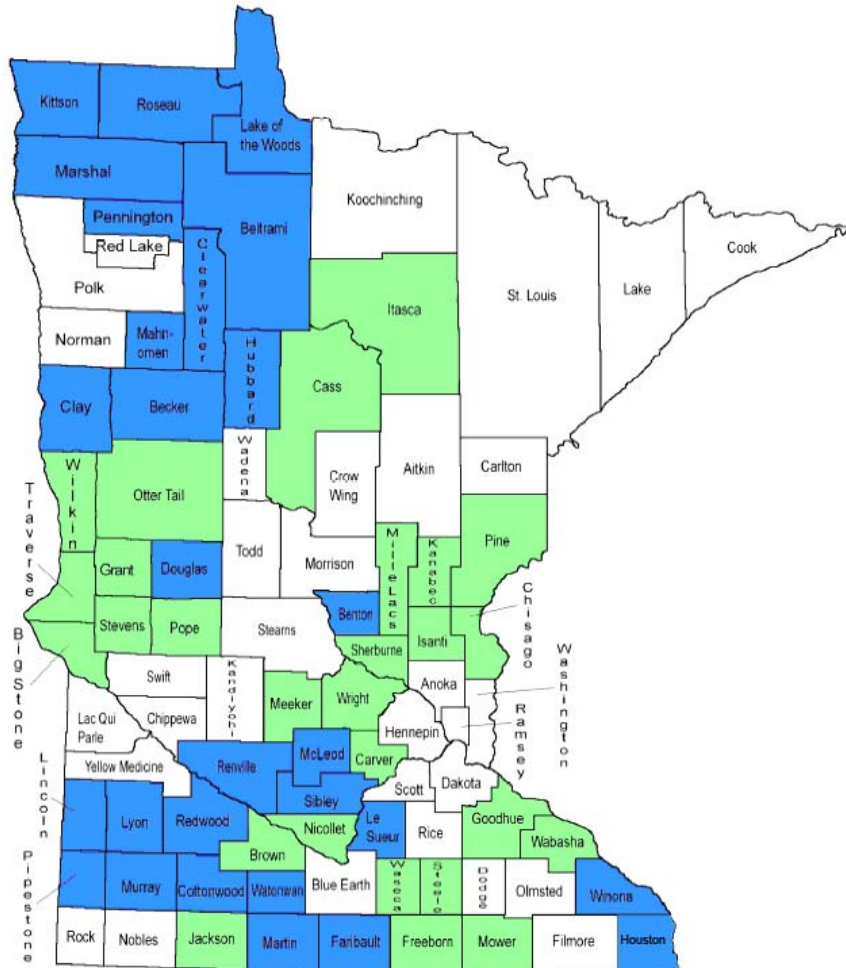 Kittson
Roseau
Lake of
the Woods
Marshal
Koochinching
Pennington
Beltrami
Red Lake
Clearwater
Cook
Polk
St. Louis
Lake
Itasca
Norman
Mahn-
omen
Hubbard
Cass
Clay
Becker
Wadena
Crow
Wing
Aitkin
Carlton
Wilkin
Otter Tail
Traverse
Mille Lacs
Kanabec
Pine
Grant
Douglas
Todd
Morrison
Chisago
Big Stone
Stevens
Pope
Benton
Stearns
Isanti
Sherburne
Washington
Swift
Kandiyohi
Anoka
Meeker
Wright
Ramsey
Lac Qui
Parle
Chippewa
Hennepin
Yellow Medicine
Renville
McLeod
Carver
Lincoln
Scott
Dakota
Sibley
Lyon
Redwood
Nicollet
Le
Sueur
Rice
Goodhue
Wabasha
Brown
Pipestone
Murray
Cottonwood
Watonwan
Blue Earth
Waseca
Steele
Dodge
Olmsted
Winona
Rock
Nobles
Jackson
Martin
Faribault
Freeborn
Mower
Filmore
Houston